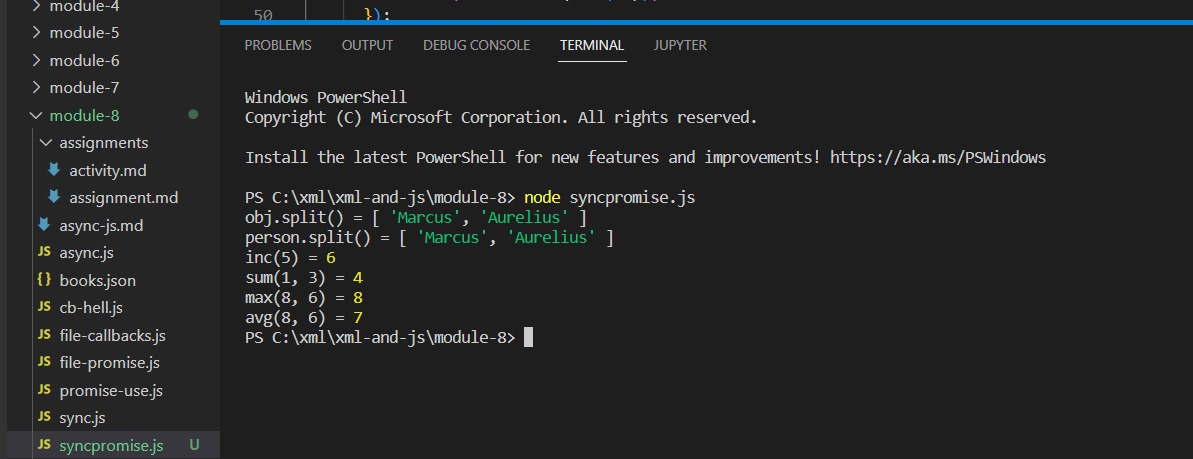 module-4
module-5
module-6
module-7
module-8
assignments
activity.md
assignment.md
async-js.md
JS async.js
{} books.json
JS cb-hell.js
JS file-callbacks.js
JS file-promise.js
JS promise-use.js
JS sync.js
JS syncpromise.js U
50 });
PROBLEMS OUTPUT DEBUG CONSOLE TERMINAL JUPYTER
Windows PowerShell
Copyright (C) Microsoft Corporation. All rights reserved.
Install the latest PowerShell for new features and improvements! https://aka.ms/PSWindows
PS C:\xml\xml-and-js\module-8> node syncpromise.js
obj.split() = [ 'Marcus', 'Aurelius' ]
person.split() = [ 'Marcus', 'Aurelius' ]
inc(5) = 6
sum(1, 3) = 4
max(8, 6) = 8
avg(8, 6) = 7
PS C:\xml\xml-and-js\module-8>